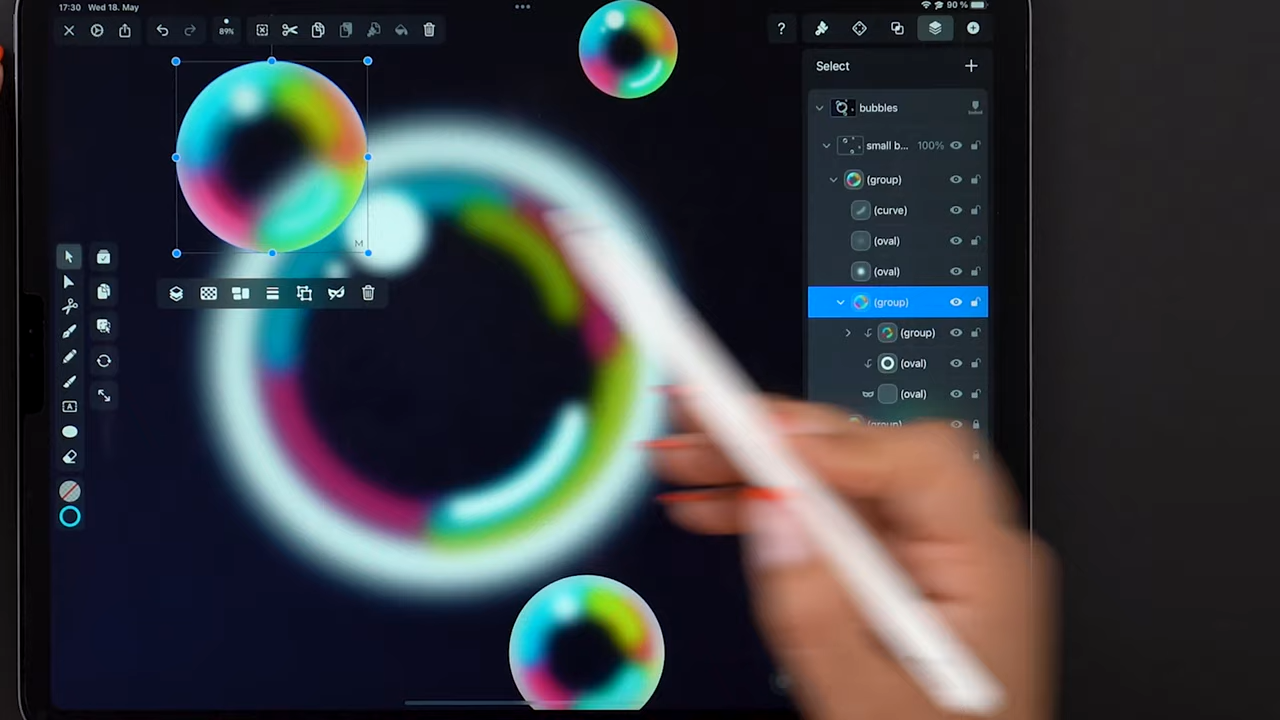 17:30 Wed 18. May
90 %
89%
?
Select
bubbles
small b... 100%
(group)
(curve)
(oval)
(oval)
(group)
(group)
(oval)
(oval)
(group)
M
A